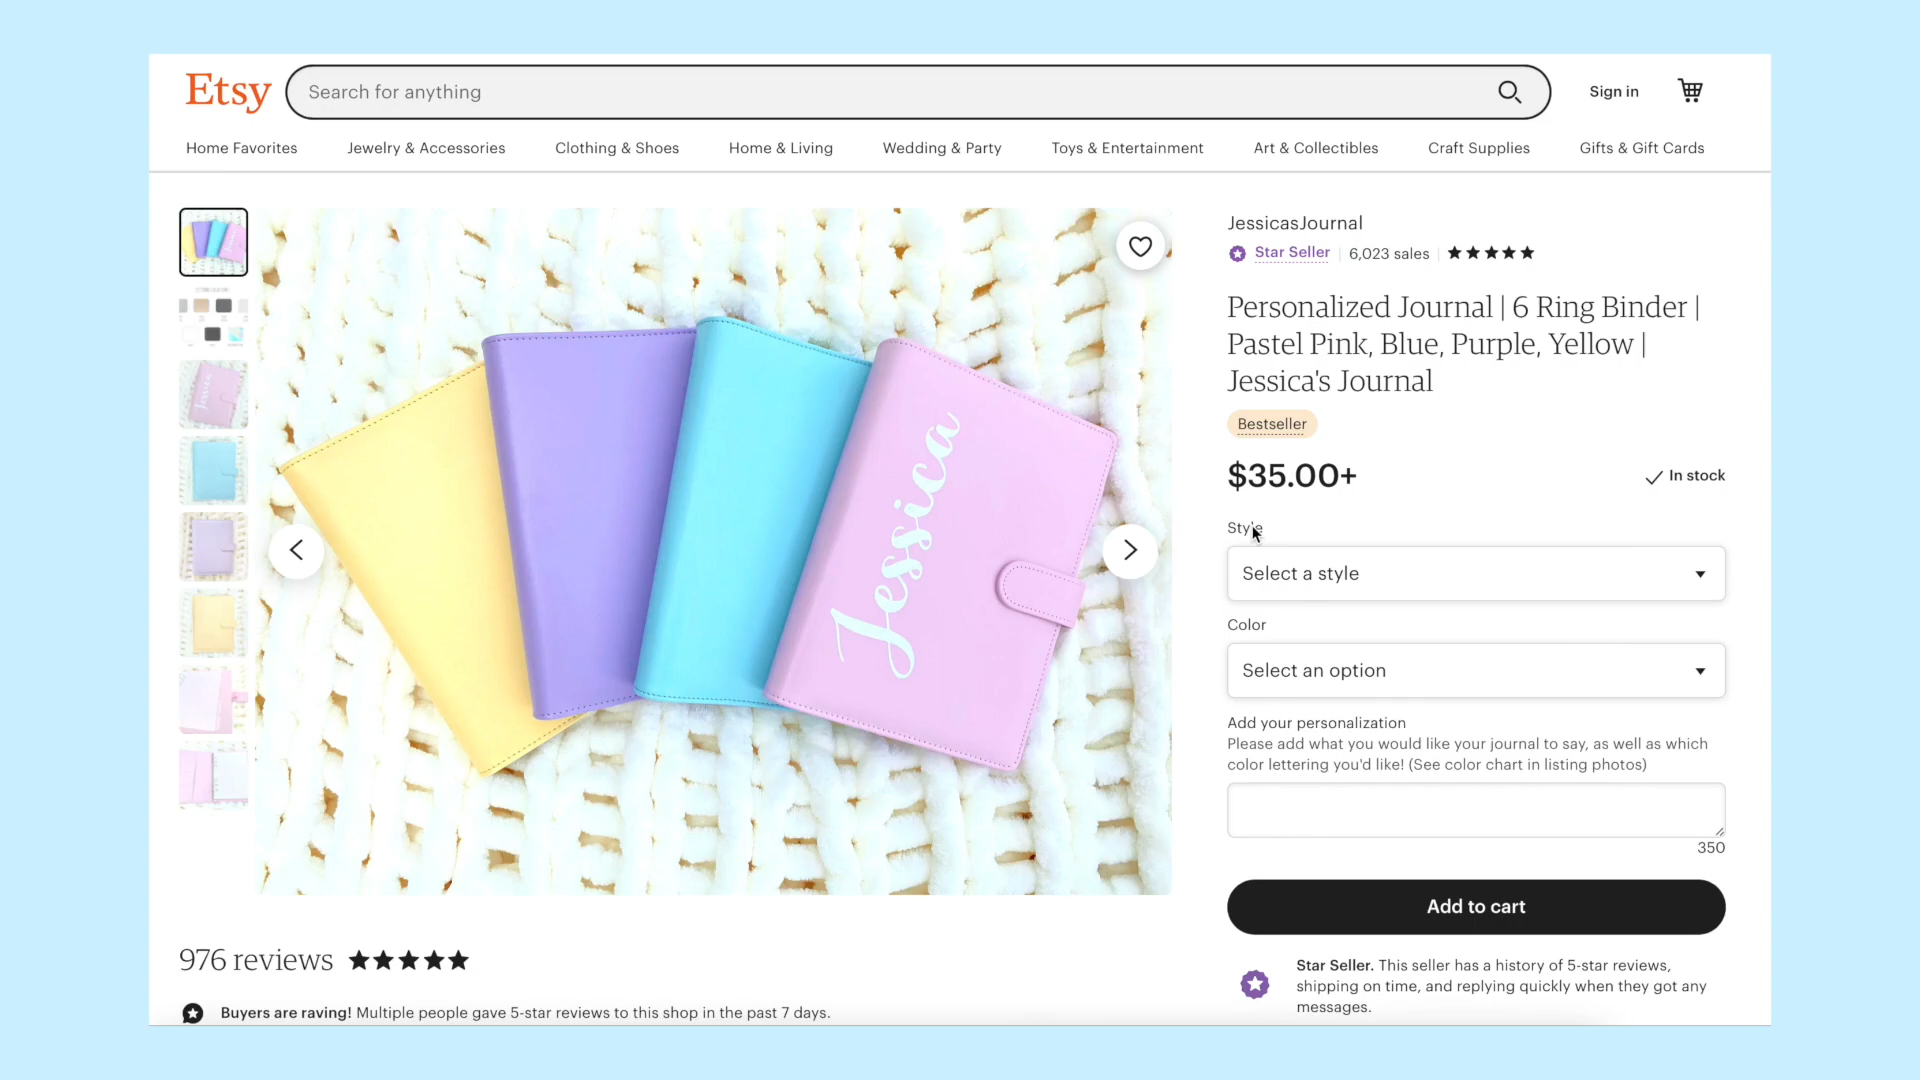 Etsy
Search for anything
Sign in
Home Favorites
Jewelry & Accessories
Clothing & Shoes
Home & Living
Wedding & Party
Toys & Entertainment
Art & Collectibles
Craft Supplies
Gifts & Gift Cards
Jessica
JessicasJournal
Star Seller
6,023 sales
Personalized Journal | 6 Ring Binder |
Pastel Pink, Blue, Purple, Yellow |
Jessica's Journal
Bestseller
$35.00+
In stock
Style
Select a style
Color
Select an option
Add your personalization
Please add what you would like your journal to say, as well as which
color lettering you'd like! (See color chart in listing photos)
350
Add to cart
Star Seller. This seller has a history of 5-star reviews,
shipping on time, and replying quickly when they got any
messages.
976 reviews
Buyers are raving! Multiple people gave 5-star reviews to this shop in the past 7 days.